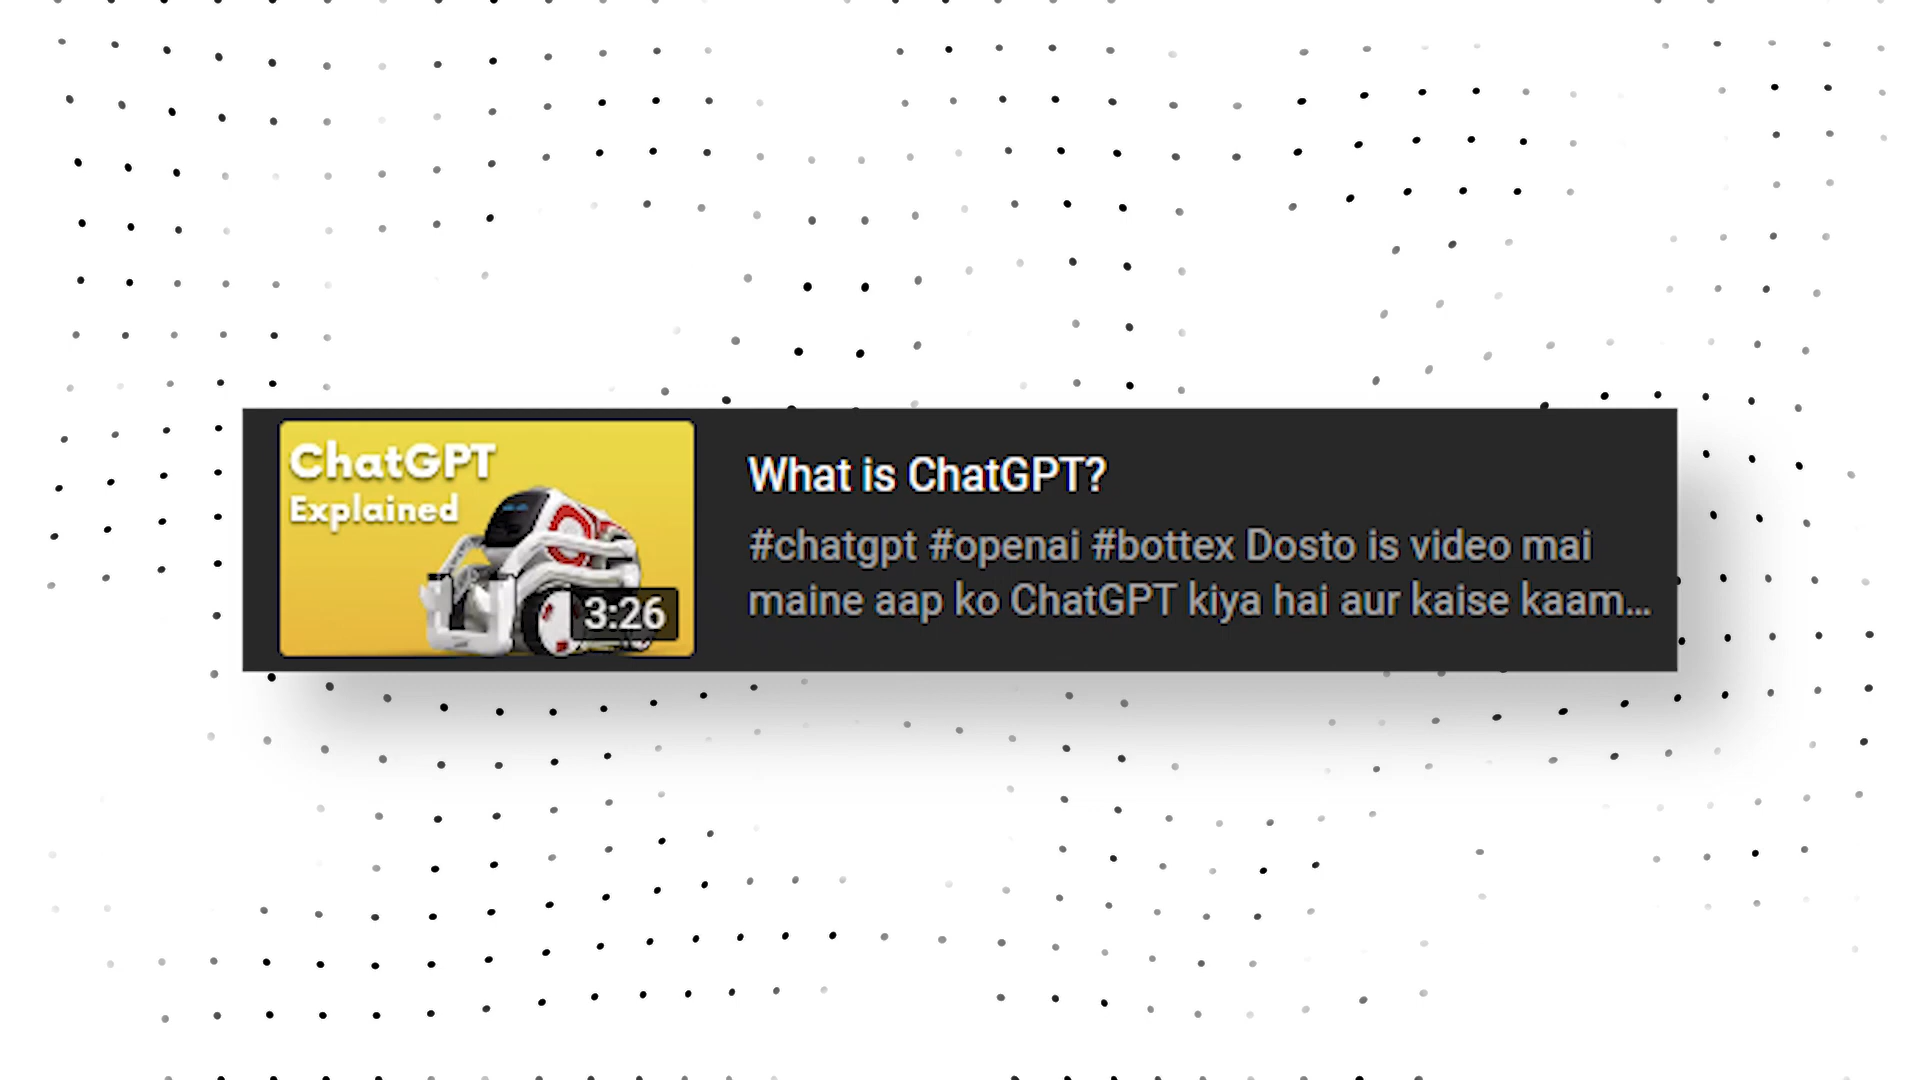 ChatGPT
Explained
3:26
What is ChatGPT?
#chatgpt #openai #bottex Dosto is video mai
maine aap ko ChatGPT kiya hai aur kaise kaam...